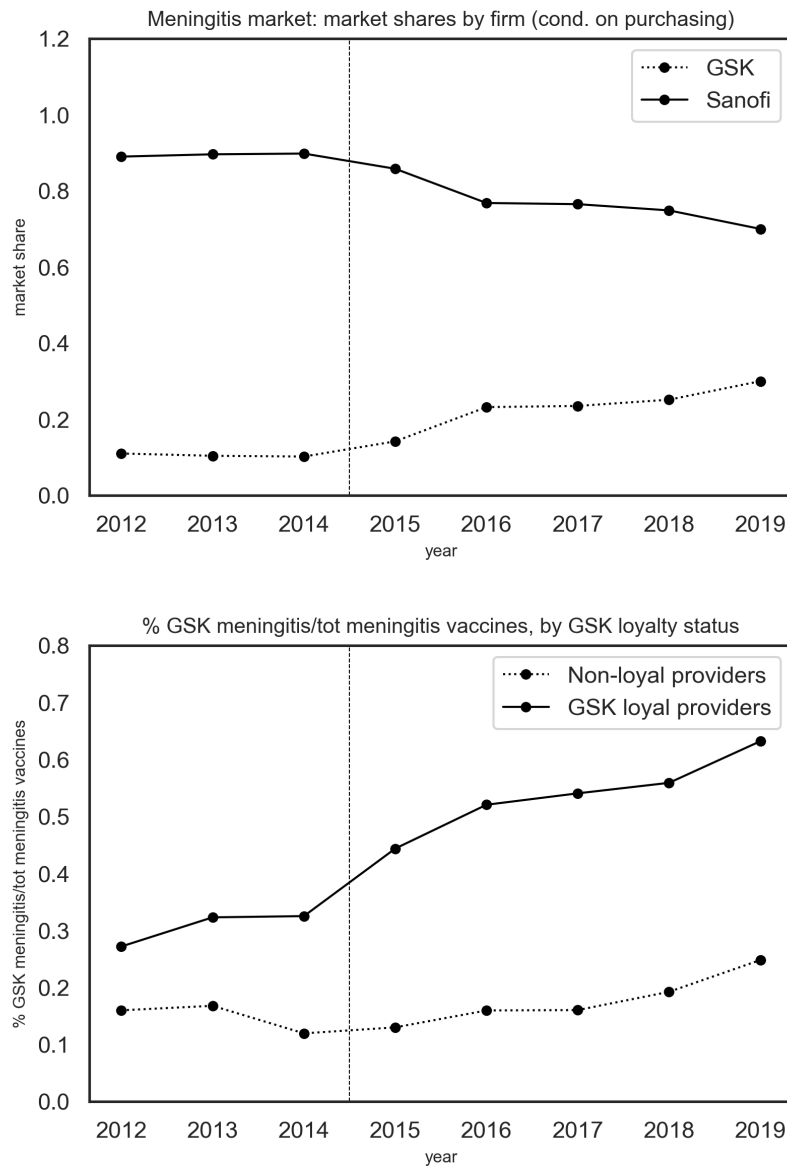 Meningitis market: market shares by firm (cond. on purchasing)
1.2
1.0
0.8
0.6
0.4
0.2
0.0
market share
GSK
Sanofi
2012 2013 2014 2015 2016 2017 2018 2019
year
% GSK meningitis/tot meningitis vaccines, by GSK loyalty status
0.8
0.7
0.6
0.5
0.4
0.3
0.2
0.1
0.0
% GSK meningitis/tot meningitis vaccines
Non-loyal providers
GSK loyal providers
2012 2013 2014 2015 2016 2017 2018 2019
year